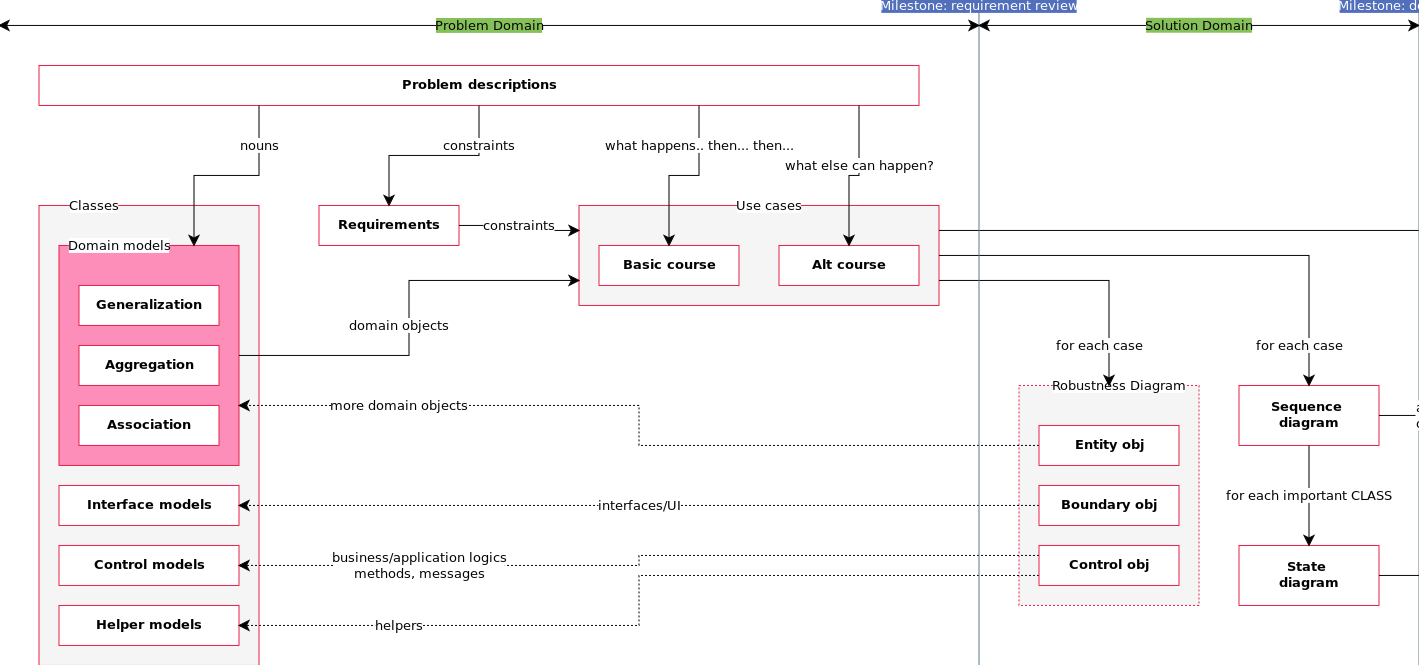 Milestone: requirement review
Milestone: d
Problem Domain
Solution Domain
Problem descriptions
nouns
constraints
what happens.. then... then...
what else can happen?
Classes
Use cases
Requirements
constraints
Domain models
Basic course
Alt course
Generalization
domain objects
for each case
for each case
Aggregation
Robustness Diagram
more domain objects
Sequence
diagram
Association
Entity obj
Interface models
interfaces/UI
Boundary obj
for each important CLASS
business/application logics
methods, messages
Control models
Control obj
State
diagram
Helper models
helpers